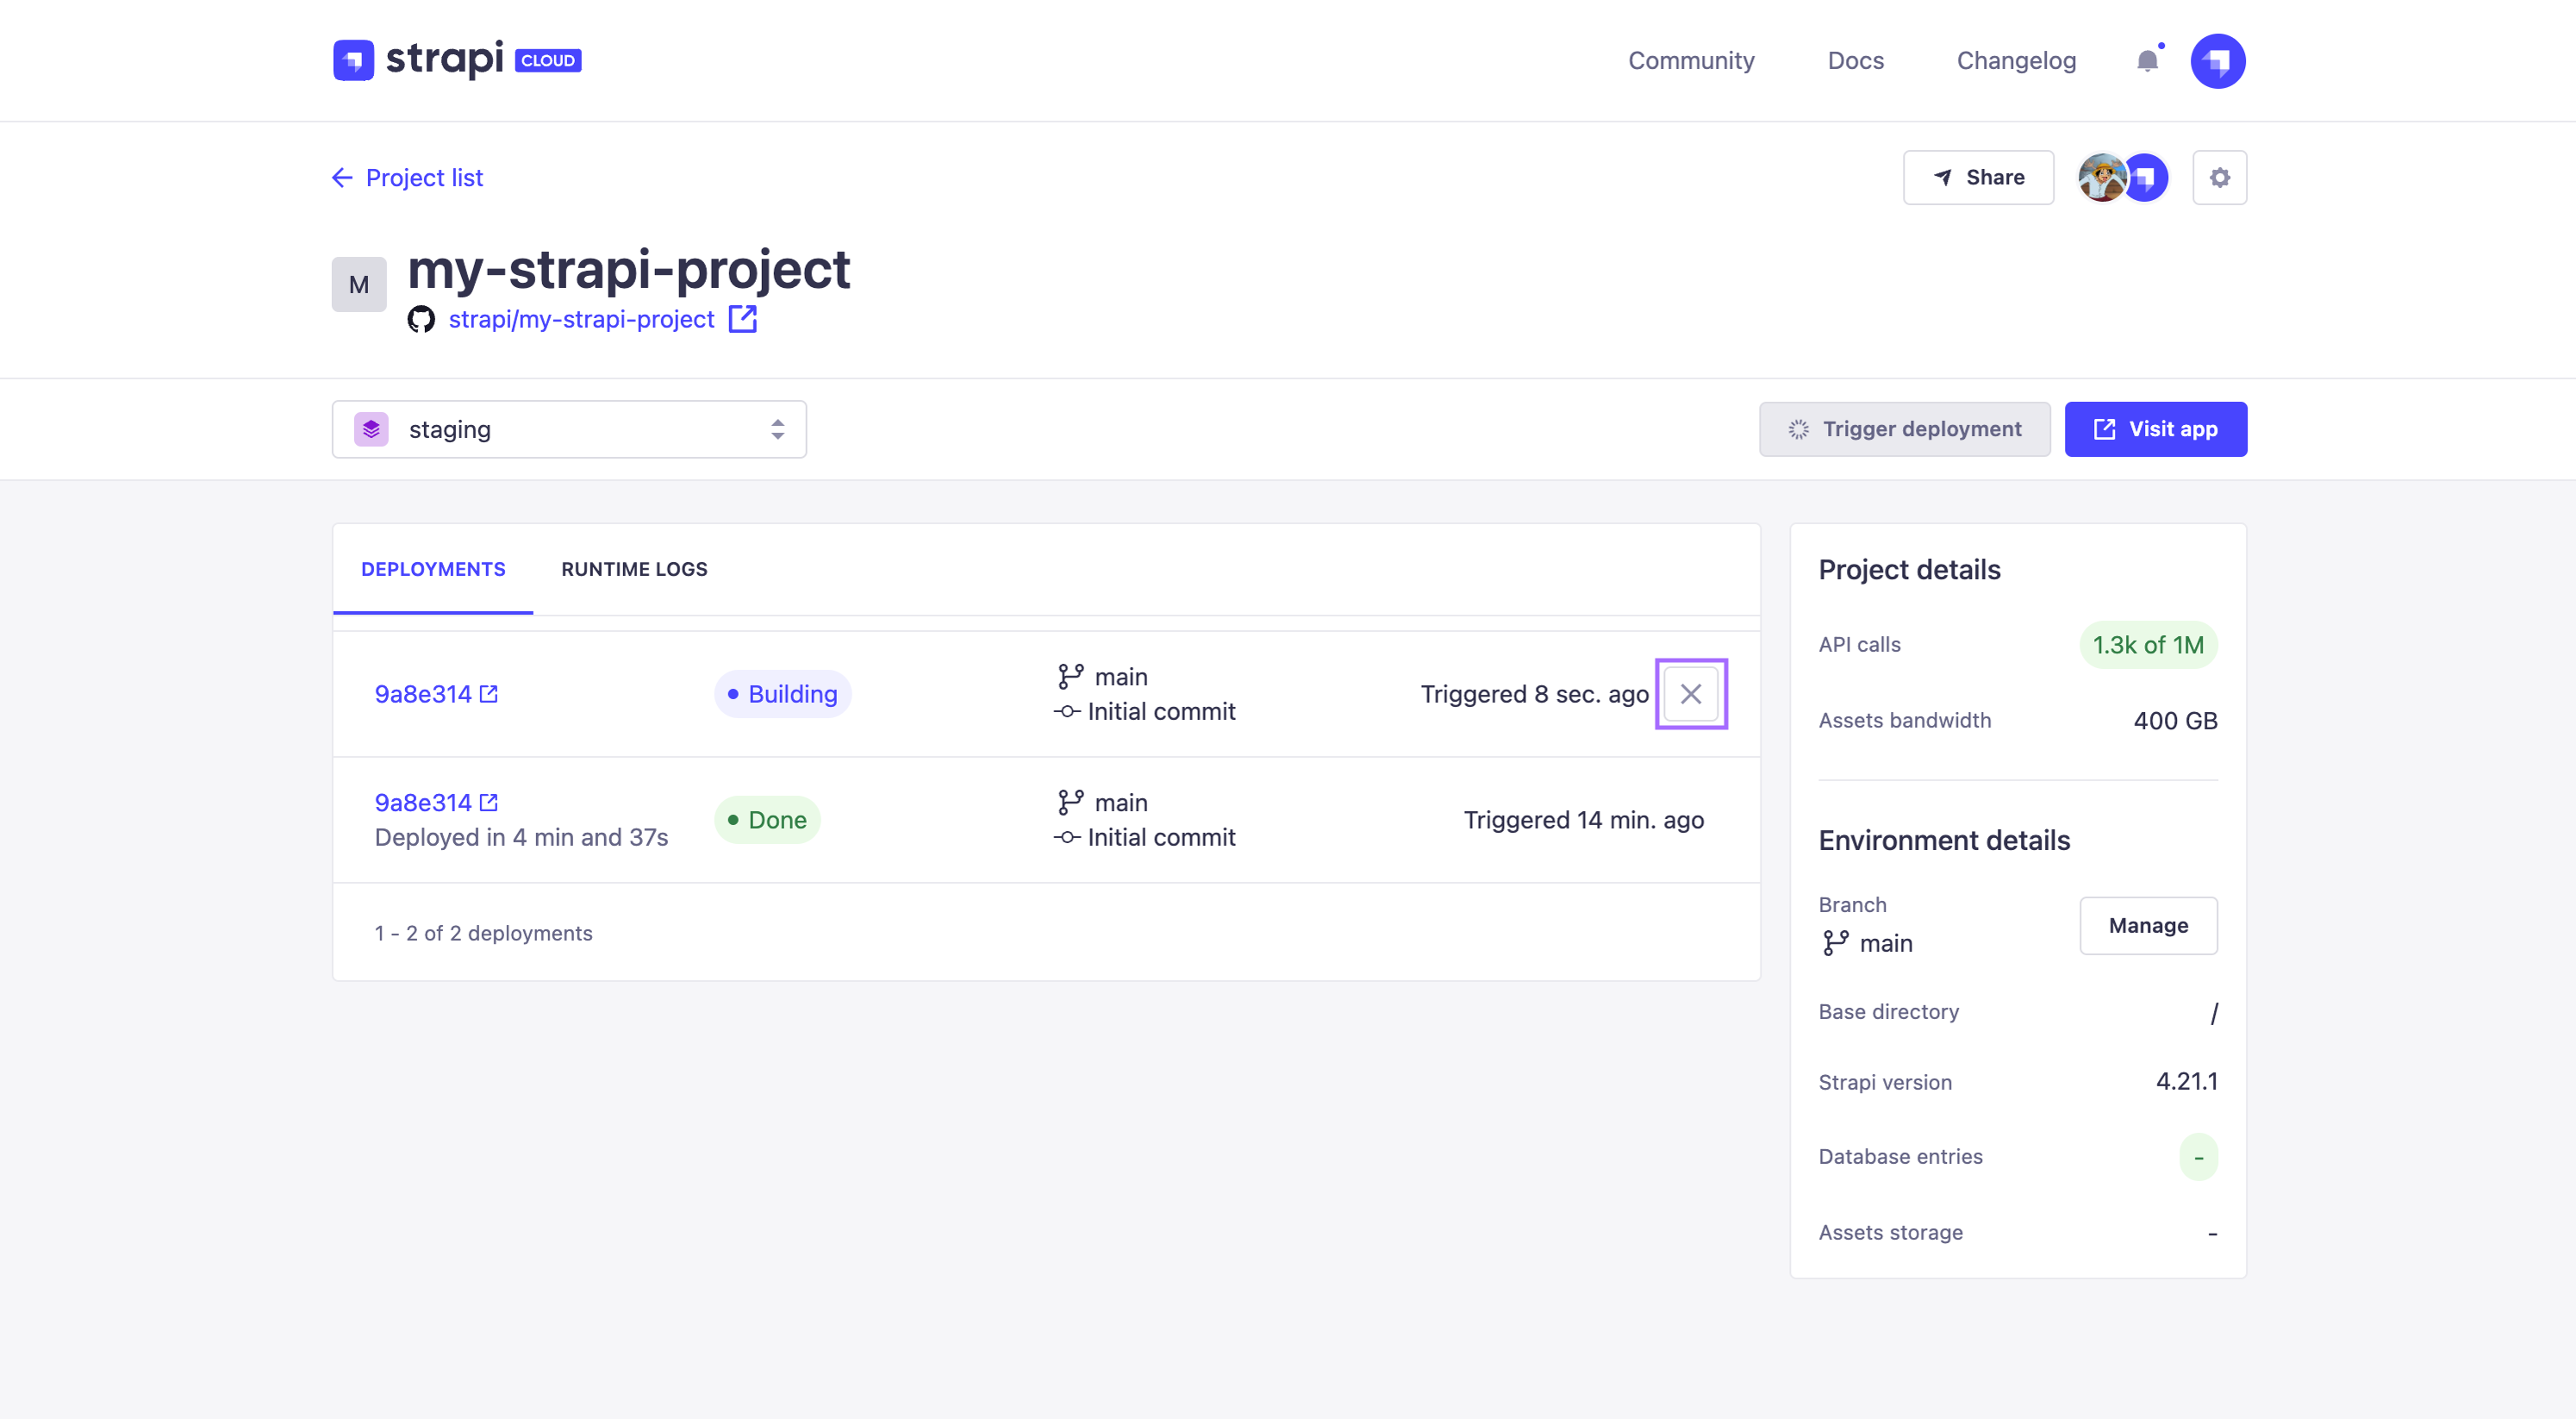 strapi CLOUD
Community
Docs
Changelog
Project list
Share
M
my-strapi-project
strapi/my-strapi-project
staging
Trigger deployment
Visit app
DEPLOYMENTS
RUNTIME LOGS
9a8e314
Building
main
Initial commit
Triggered 8 sec. ago
9a8e314
Deployed in 4 min and 37s
Done
main
Initial commit
Triggered 14 min. ago
1 - 2 of 2 deployments
Project details
API calls
1.3k of 1M
Assets bandwidth
400 GB
Environment details
Branch
main
Manage
Base directory
/
Strapi version
4.21.1
Database entries
-
Assets storage
-